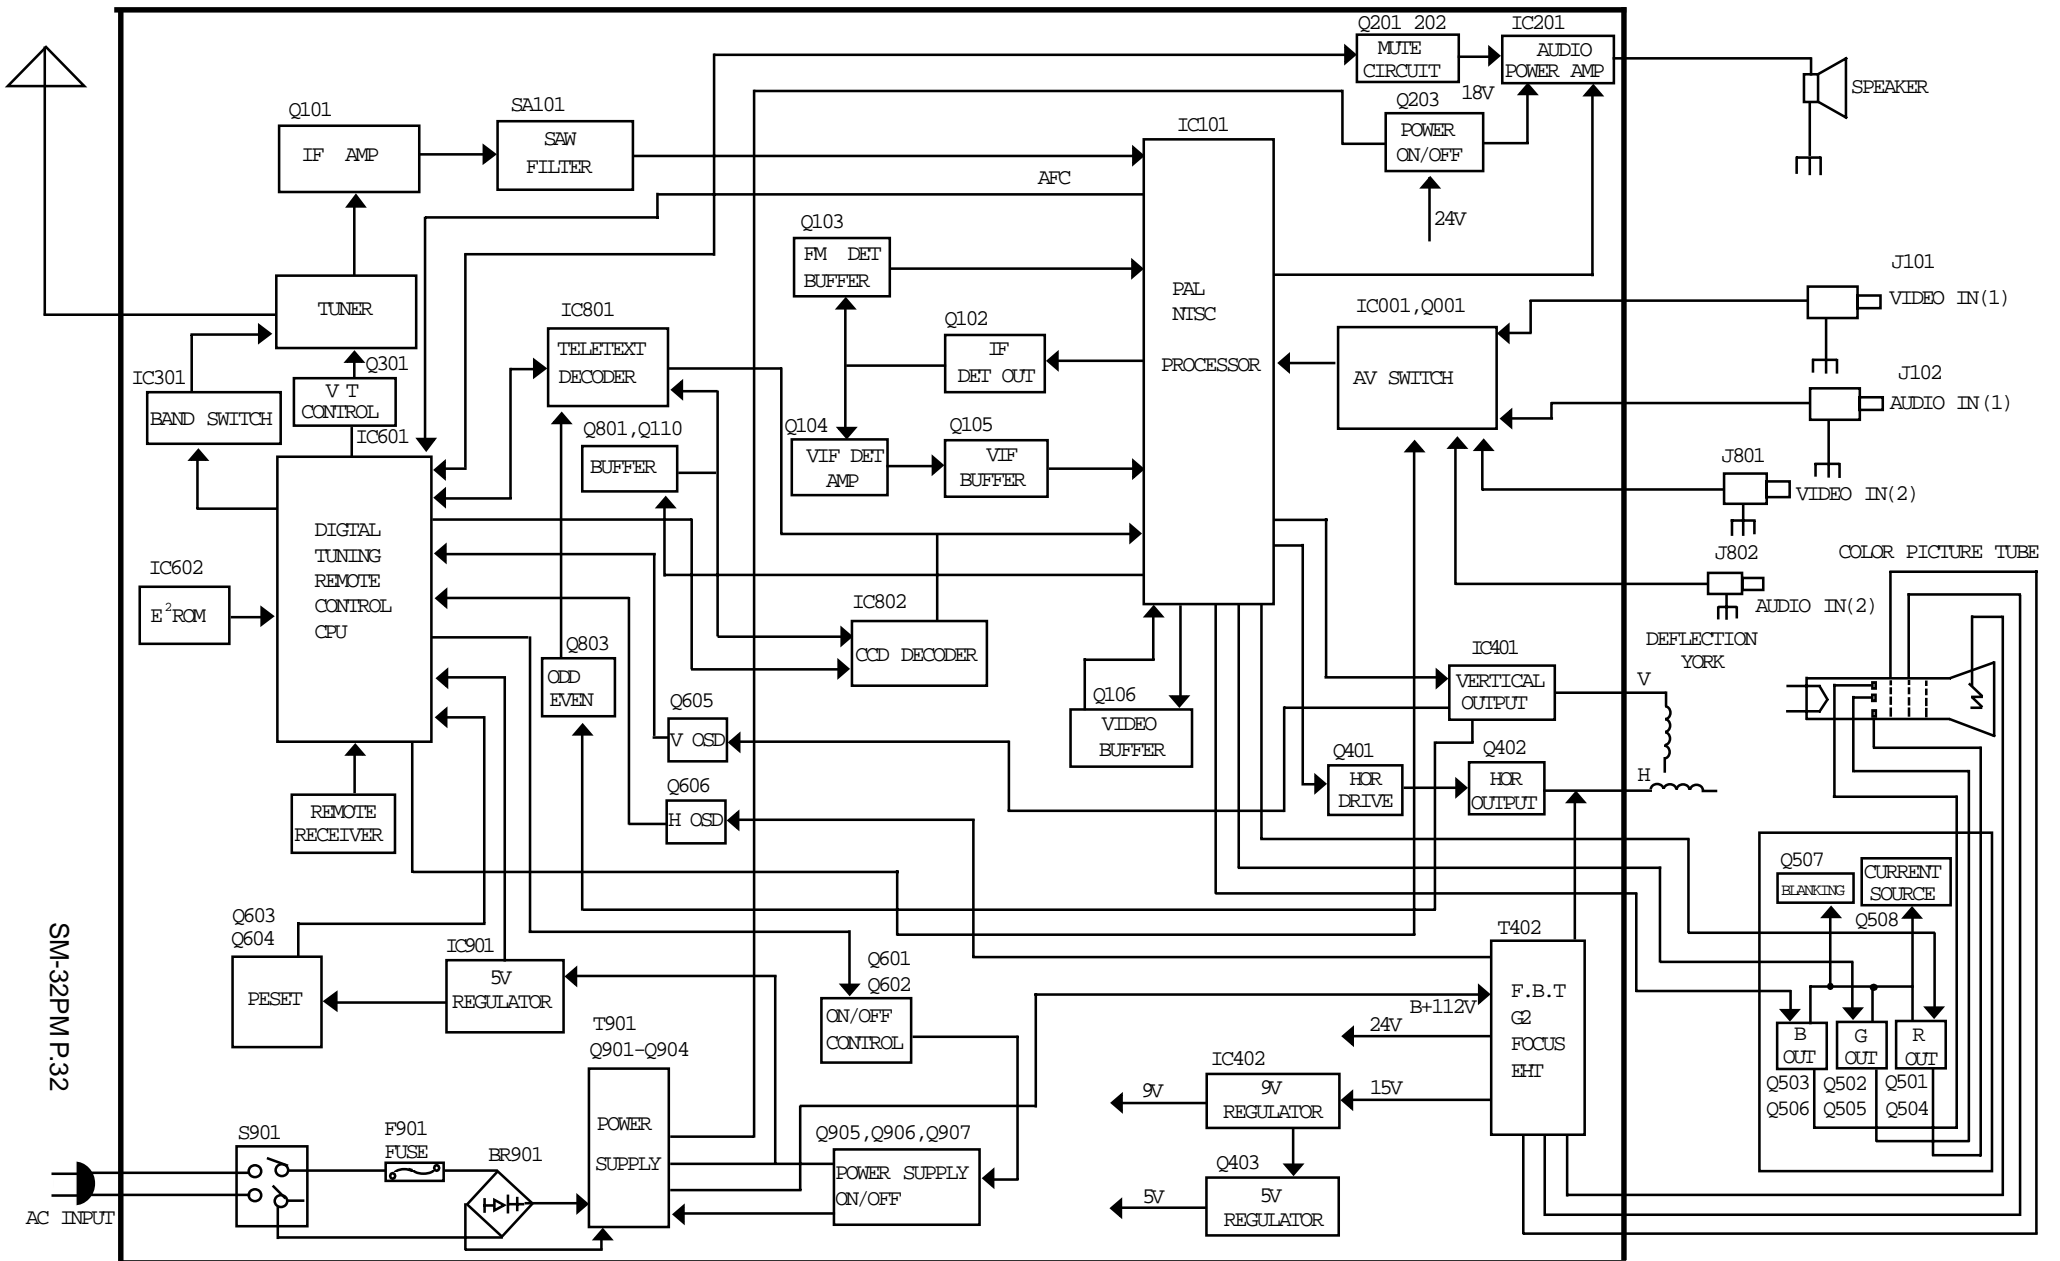 Q201 202
IC201
MUTE
CIRCUIT
AUDIO
POWER AMP
18V
SPEAKER
Q101
SA101
IF AMP
SAW
FILTER
IC101
Q203
POWER
ON/OFF
AFC
24V
Q103
FM DET
BUFFER
J101
VIDEO IN(1)
TUNER
IC801
TELETEXT
DECODER
Q102
IF
DET OUT
PAL
NTSC
PROCESSOR
IC001,Q001
AV SWITCH
J102
AUDIO IN(1)
IC301
BAND SWITCH
Q301
V T
CONTROL
IC601
Q801,Q110
BUFFER
Q104
VIF DET
AMP
Q105
VIF
BUFFER
J801
VIDEO IN(2)
DIGTAL
TUNING
REMOTE
CONTROL
CPU
IC602
E²ROM
J802
AUDIO IN(2)
COLOR PICTURE TUBE
IC802
CCD DECODER
Q803
ODD
EVEN
DEFLECTION
YORK
IC401
VERTICAL
OUTPUT
V
Q605
V OSD
Q106
VIDEO
BUFFER
Q401
HOR
DRIVE
Q402
HOR
OUTPUT
H
Q606
H OSD
REMOTE
RECEIVER
Q507
BLANKING
CURRENT
SOURCE
Q508
Q603
Q604
PESET
IC901
5V
REGULATOR
Q601
Q602
ON/OFF
CONTROL
T402
F.B.T
G2
FOCUS
EHT
B+112V
24V
B
OUT
G
OUT
R
OUT
Q503
Q506
Q502
Q505
Q501
Q504
T901
Q901-Q904
POWER
SUPPLY
IC402
9V
REGULATOR
9V
15V
S901
F901
FUSE
BR901
Q905,Q906,Q907
POWER SUPPLY
ON/OFF
Q403
5V
REGULATOR
5V
AC INPUT
SM-32PM P.32